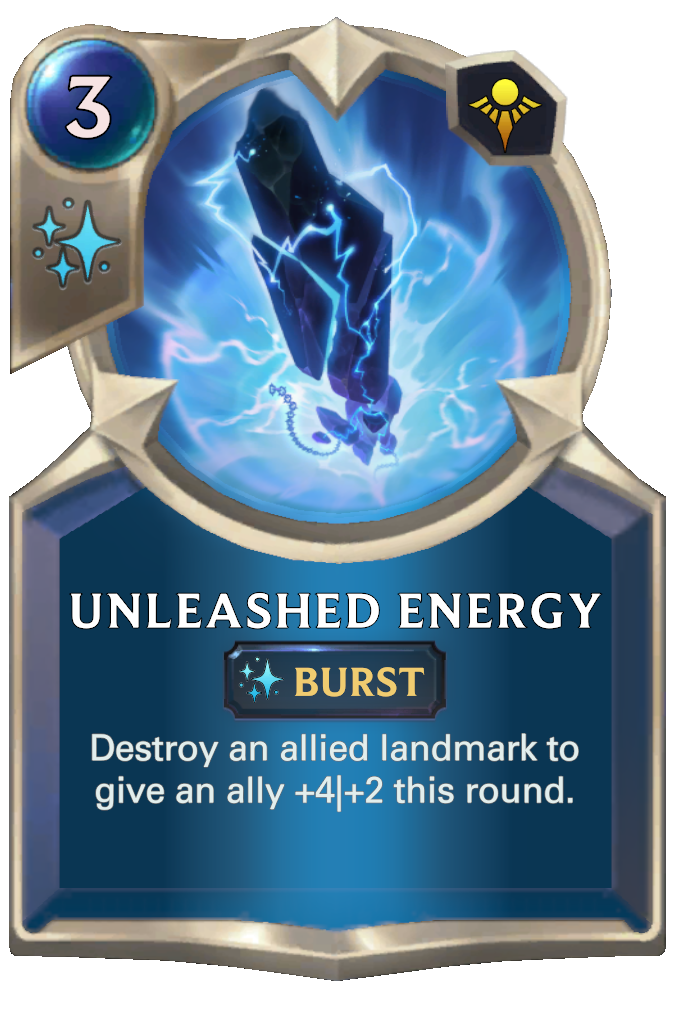 3
UNLEASHED ENERGY
BURST
Destroy an allied landmark to
give an ally +4|+2 this round.